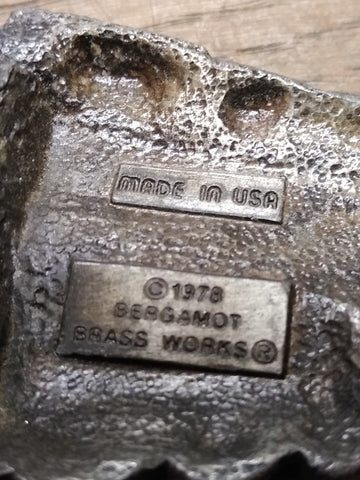 MADE IN USA
©1978
BERGAMOT
BRASS WORKS®